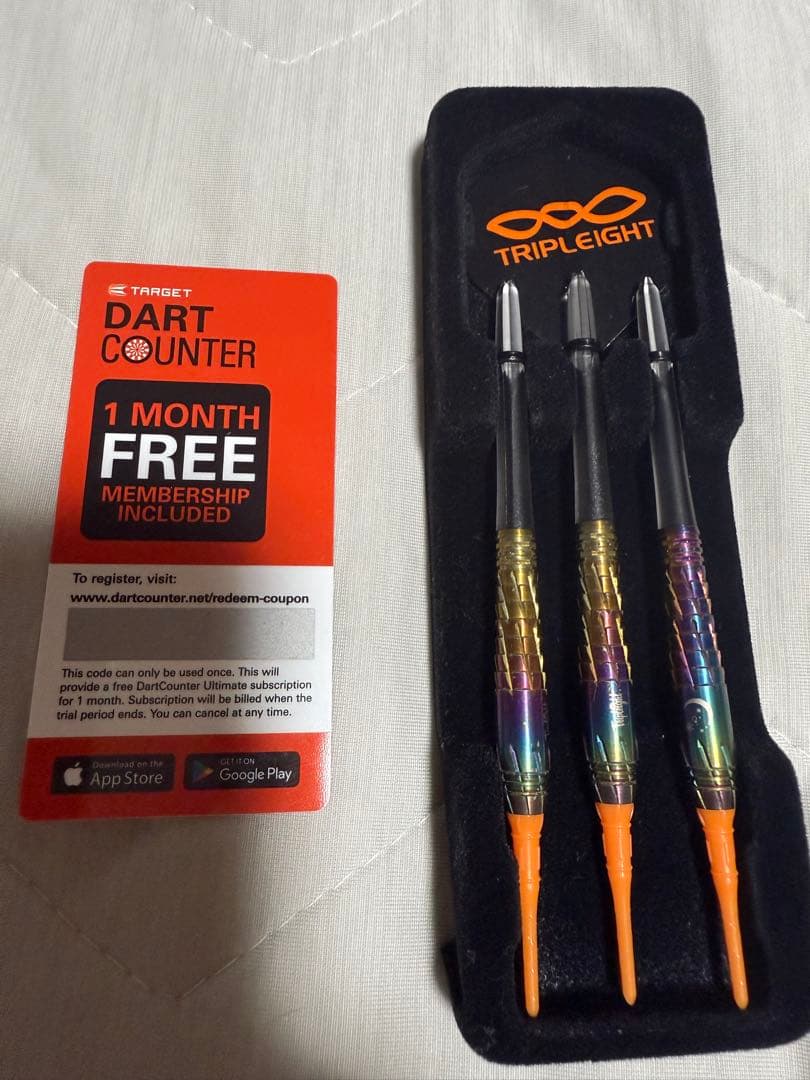 TARGET
DART
COUNTER
1 MONTH
FREE
MEMBERSHIP
INCLUDED
To register, visit:
www.dartcounter.net/redeem-coupon
This code can only be used once. This will
provide a free DartCounter Ultimate subscription
for 1 month. Subscription will be billed when the
trial period ends. You can cancel at any time.
Download on the
App Store
GET IT ON
Google Play
TRIPLEIGHT